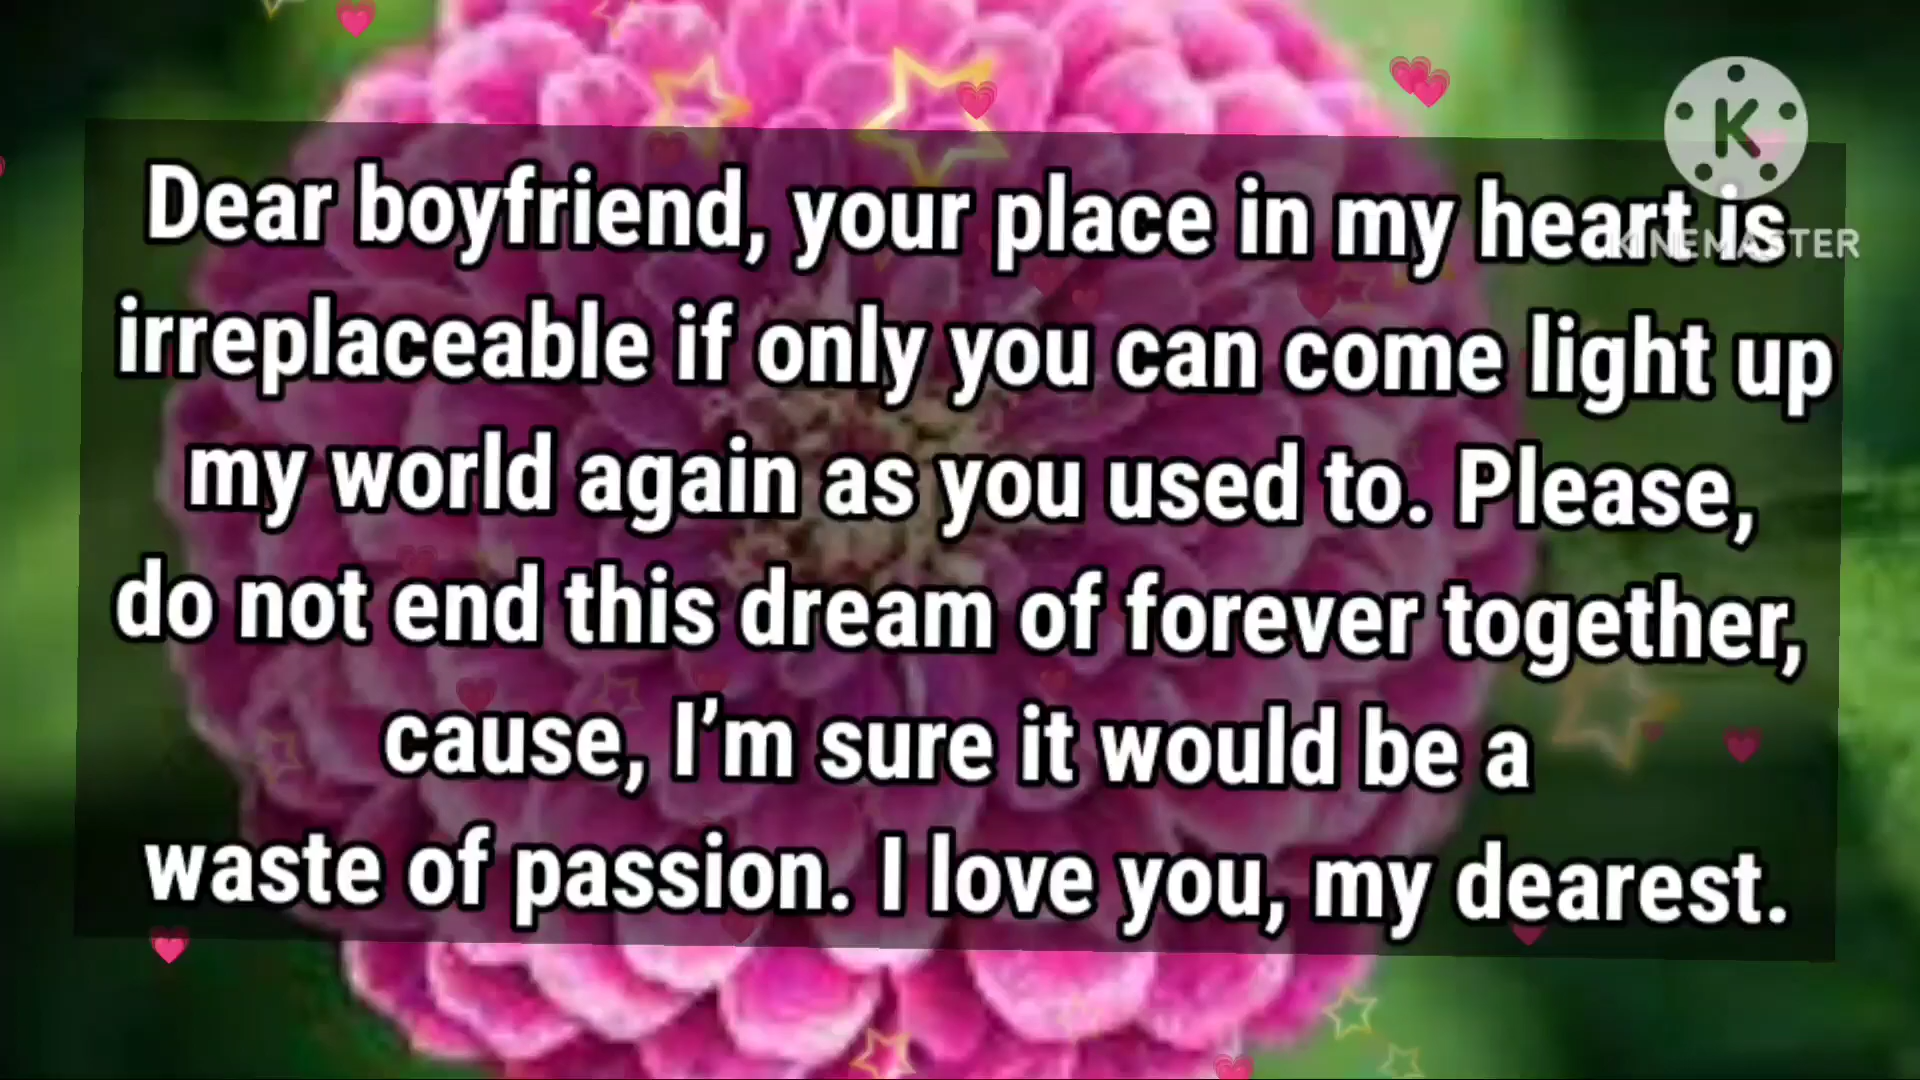 K
KINEMASTER
Dear boyfriend, your place in my heart is
irreplaceable if only you can come light up
my world again as you used to. Please,
do not end this dream of forever together,
cause, I’m sure it would be a
waste of passion. I love you, my dearest.